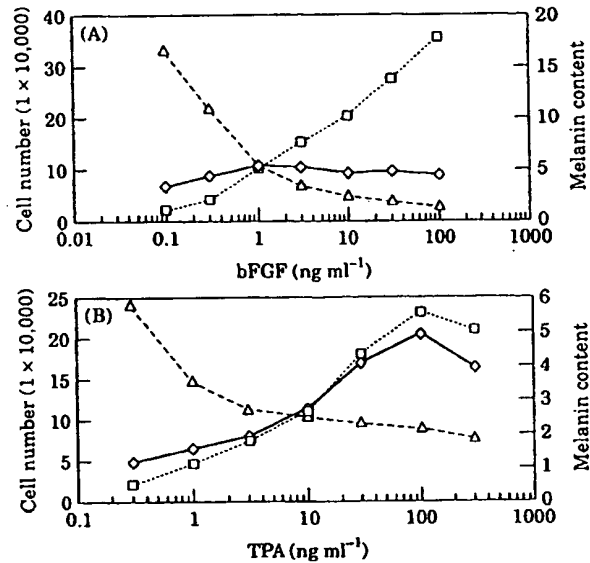 (A)
Cell number (1 × 10,000)
40
30
20
10
0
20
15
10
5
0
Melanin content
0.01 0.1 1 10 100 1000
bFGF (ng ml⁻¹)
(B)
Cell number (1 × 10,000)
25
20
15
10
5
0
6
5
4
3
2
1
0
Melanin content
0.1 1 10 100 1000
TPA (ng ml⁻¹)